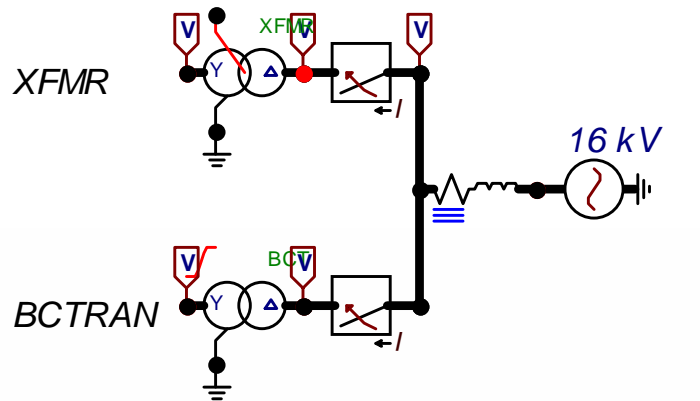 V XFMR V V
XFMR Y Δ
I
16 kV
V BCT V
BCTRAN Y Δ
I